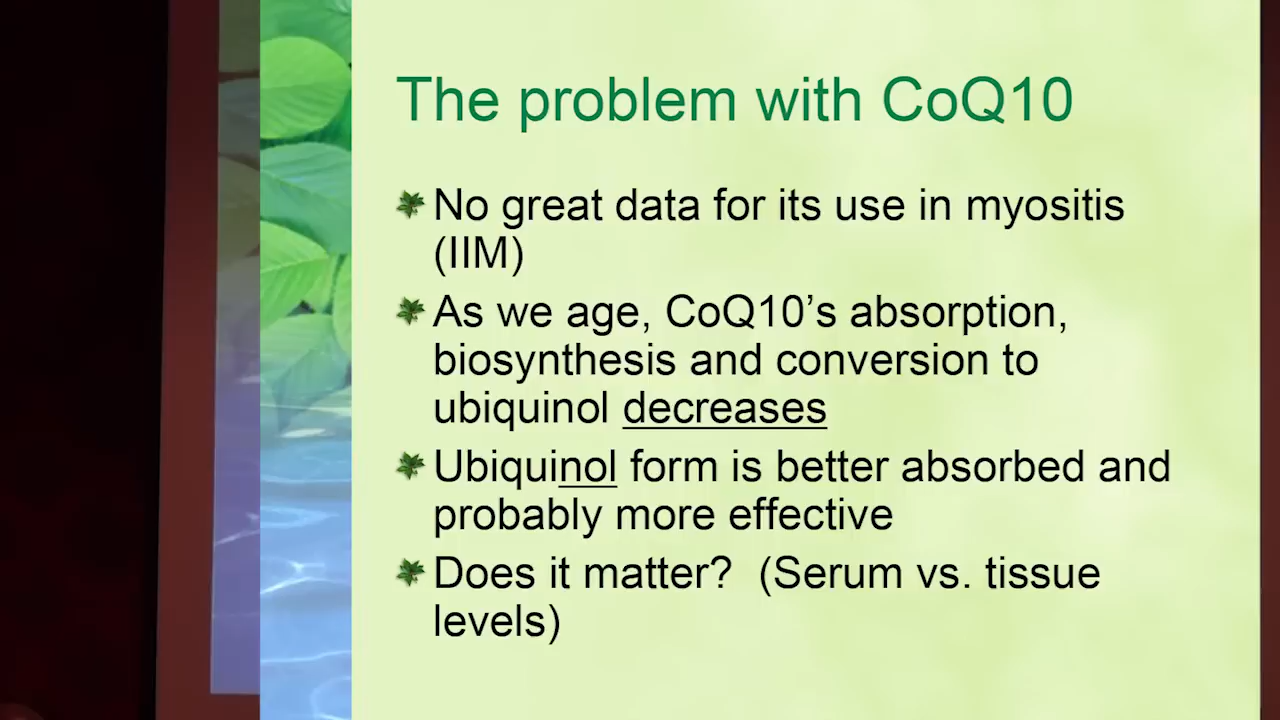 The problem with CoQ10
No great data for its use in myositis
(IIM)
As we age, CoQ10’s absorption,
biosynthesis and conversion to
ubiquinol decreases
Ubiquinol form is better absorbed and
probably more effective
Does it matter?  (Serum vs. tissue
levels)